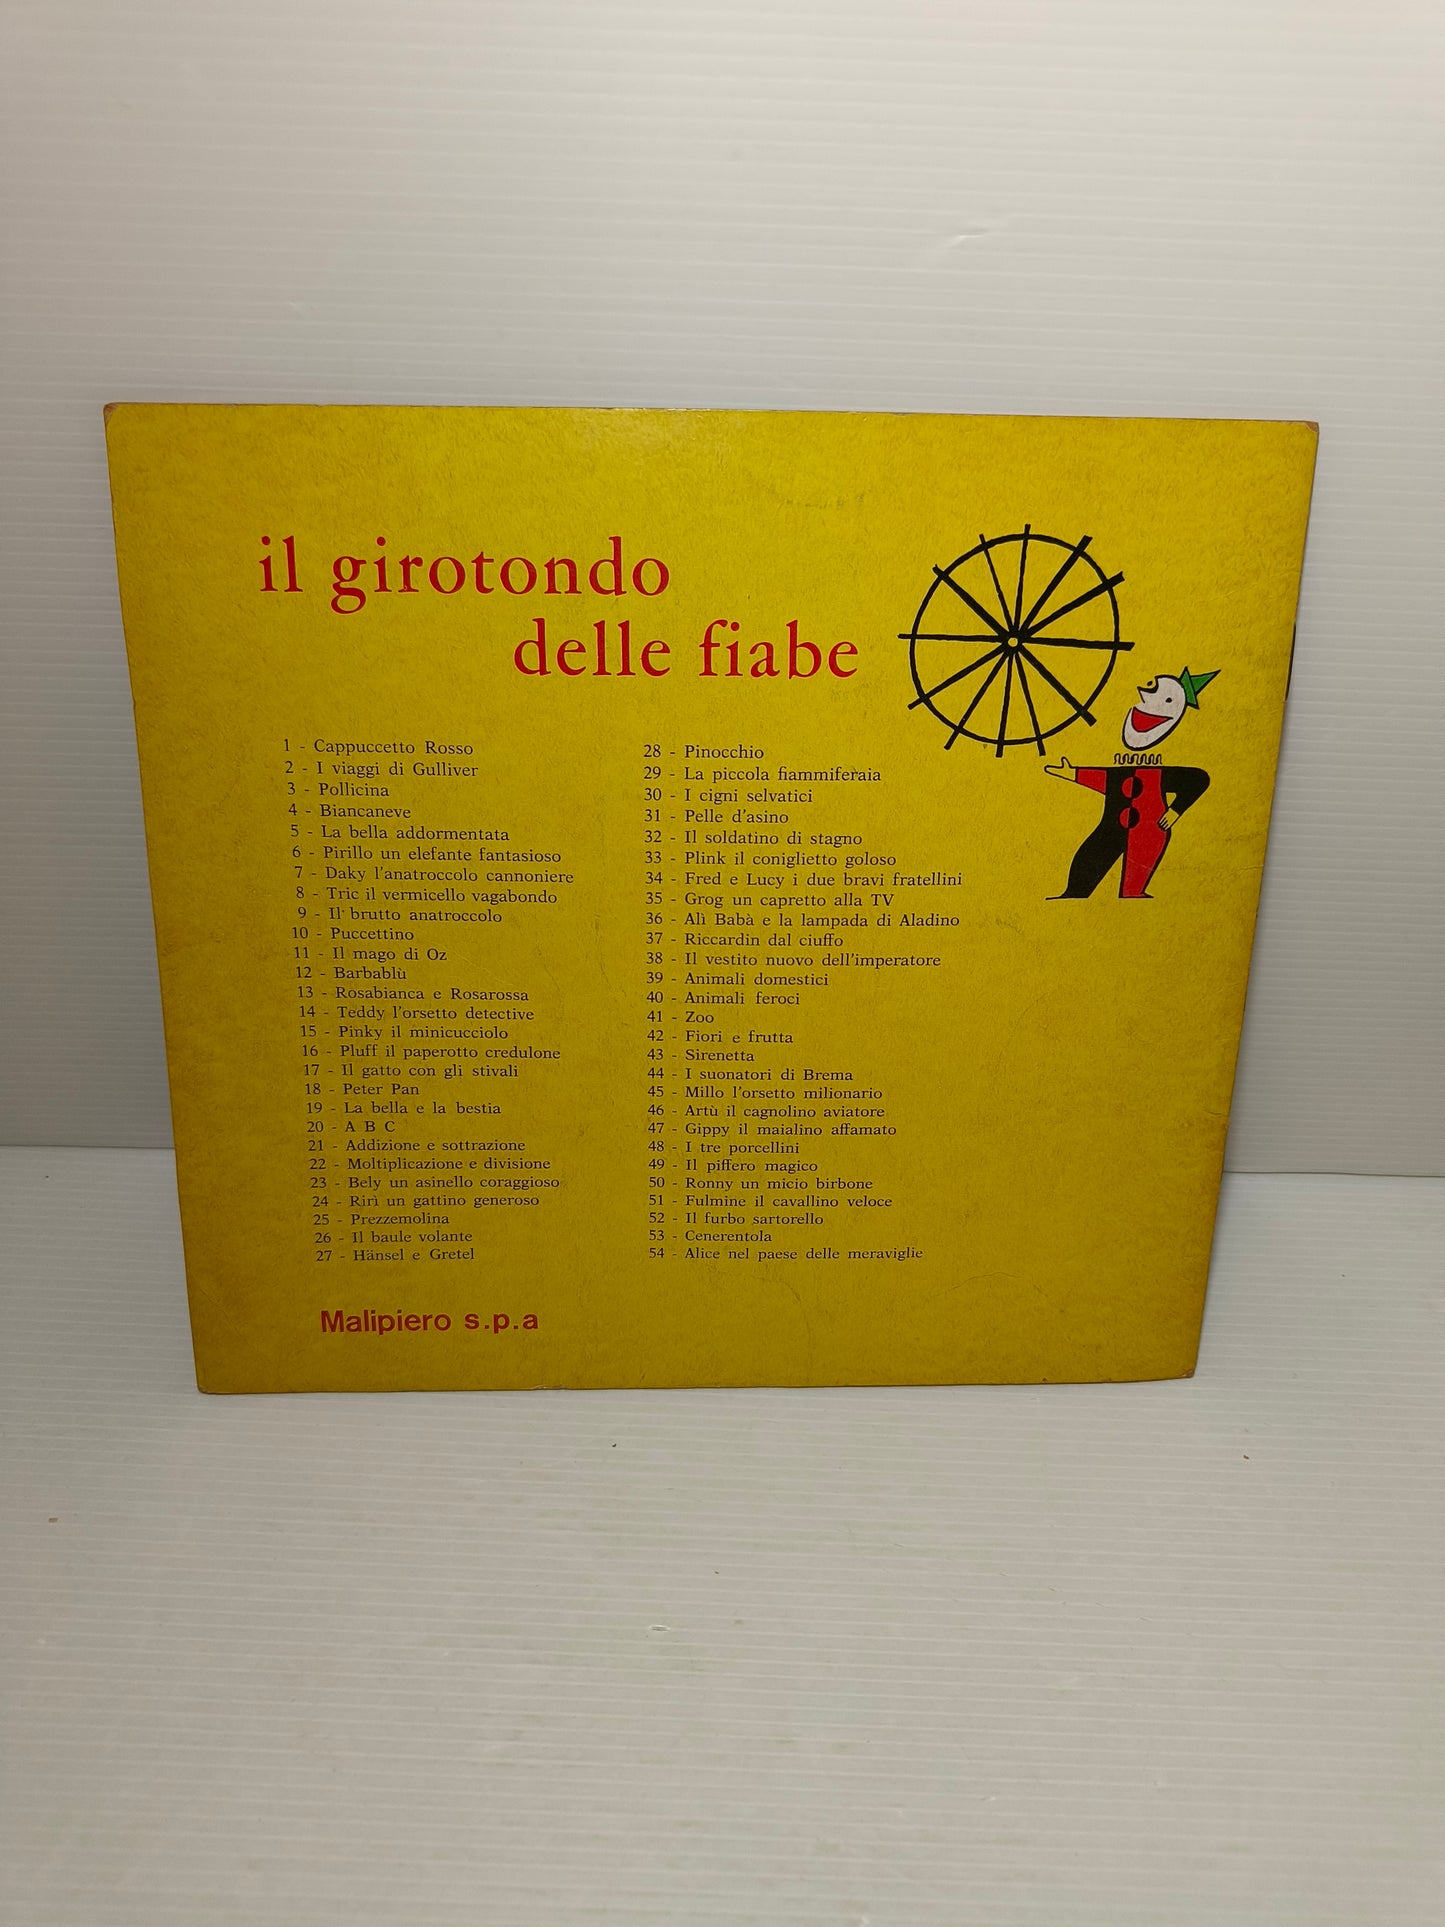 il girotondo
delle fiabe
1 - Cappuccetto Rosso
2 - I viaggi di Gulliver
3 - Pollicina
4 - Biancaneve
5 - La bella addormentata
6 - Pirillo un elefante fantasioso
7 - Daky l'anatroccolo cannoniere
8 - Tric il vermicello vagabondo
9 - Il brutto anatroccolo
10 - Puccettino
11 - Il mago di Oz
12 - Barbablù
13 - Rosabianca e Rosarossa
14 - Teddy l'orsetto detective
15 - Pinky il minicucciolo
16 - Pluff il paperotto credulone
17 - Il gatto con gli stivali
18 - Peter Pan
19 - La bella e la bestia
20 - A B C
21 - Addizione e sottrazione
22 - Moltiplicazione e divisione
23 - Bely un asinello coraggioso
24 - Rirì un gattino generoso
25 - Prezzemolina
26 - Il baule volante
27 - Hänsel e Gretel
28 - Pinocchio
29 - La piccola fiammiferaia
30 - I cigni selvatici
31 - Pelle d'asino
32 - Il soldatino di stagno
33 - Plink il coniglietto goloso
34 - Fred e Lucy i due bravi fratellini
35 - Grog un capretto alla TV
36 - Alì Babà e la lampada di Aladino
37 - Riccardin dal ciuffo
38 - Il vestito nuovo dell'imperatore
39 - Animali domestici
40 - Animali feroci
41 - Zoo
42 - Fiori e frutta
43 - Sirenetta
44 - I suonatori di Brema
45 - Millo l'orsetto milionario
46 - Artù il cagnolino aviatore
47 - Gippy il maialino affamato
48 - I tre porcellini
49 - Il piffero magico
50 - Ronny un micio birbone
51 - Fulmine il cavallino veloce
52 - Il furbo sartorello
53 - Cenerentola
54 - Alice nel paese delle meraviglie
Malipiero s.p.a